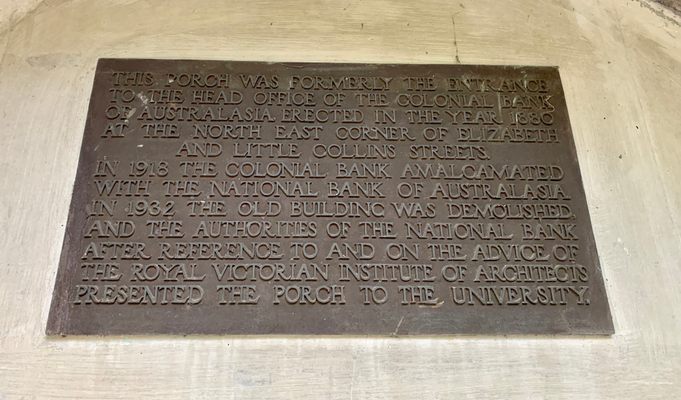 THIS PORCH WAS FORMERLY THE ENTRANCE
TO THE HEAD OFFICE OF THE COLONIAL BANK
OF AUSTRALASIA, ERECTED IN THE YEAR 1880
AT THE NORTH EAST CORNER OF ELIZABETH
AND LITTLE COLLINS STREETS.
IN 1918 THE COLONIAL BANK AMALGAMATED
WITH THE NATIONAL BANK OF AUSTRALASIA.
IN 1932 THE OLD BUILDING WAS DEMOLISHED,
AND THE AUTHORITIES OF THE NATIONAL BANK
AFTER REFERENCE TO AND ON THE ADVICE OF
THE ROYAL VICTORIAN INSTITUTE OF ARCHITECTS
PRESENTED THE PORCH TO THE UNIVERSITY.